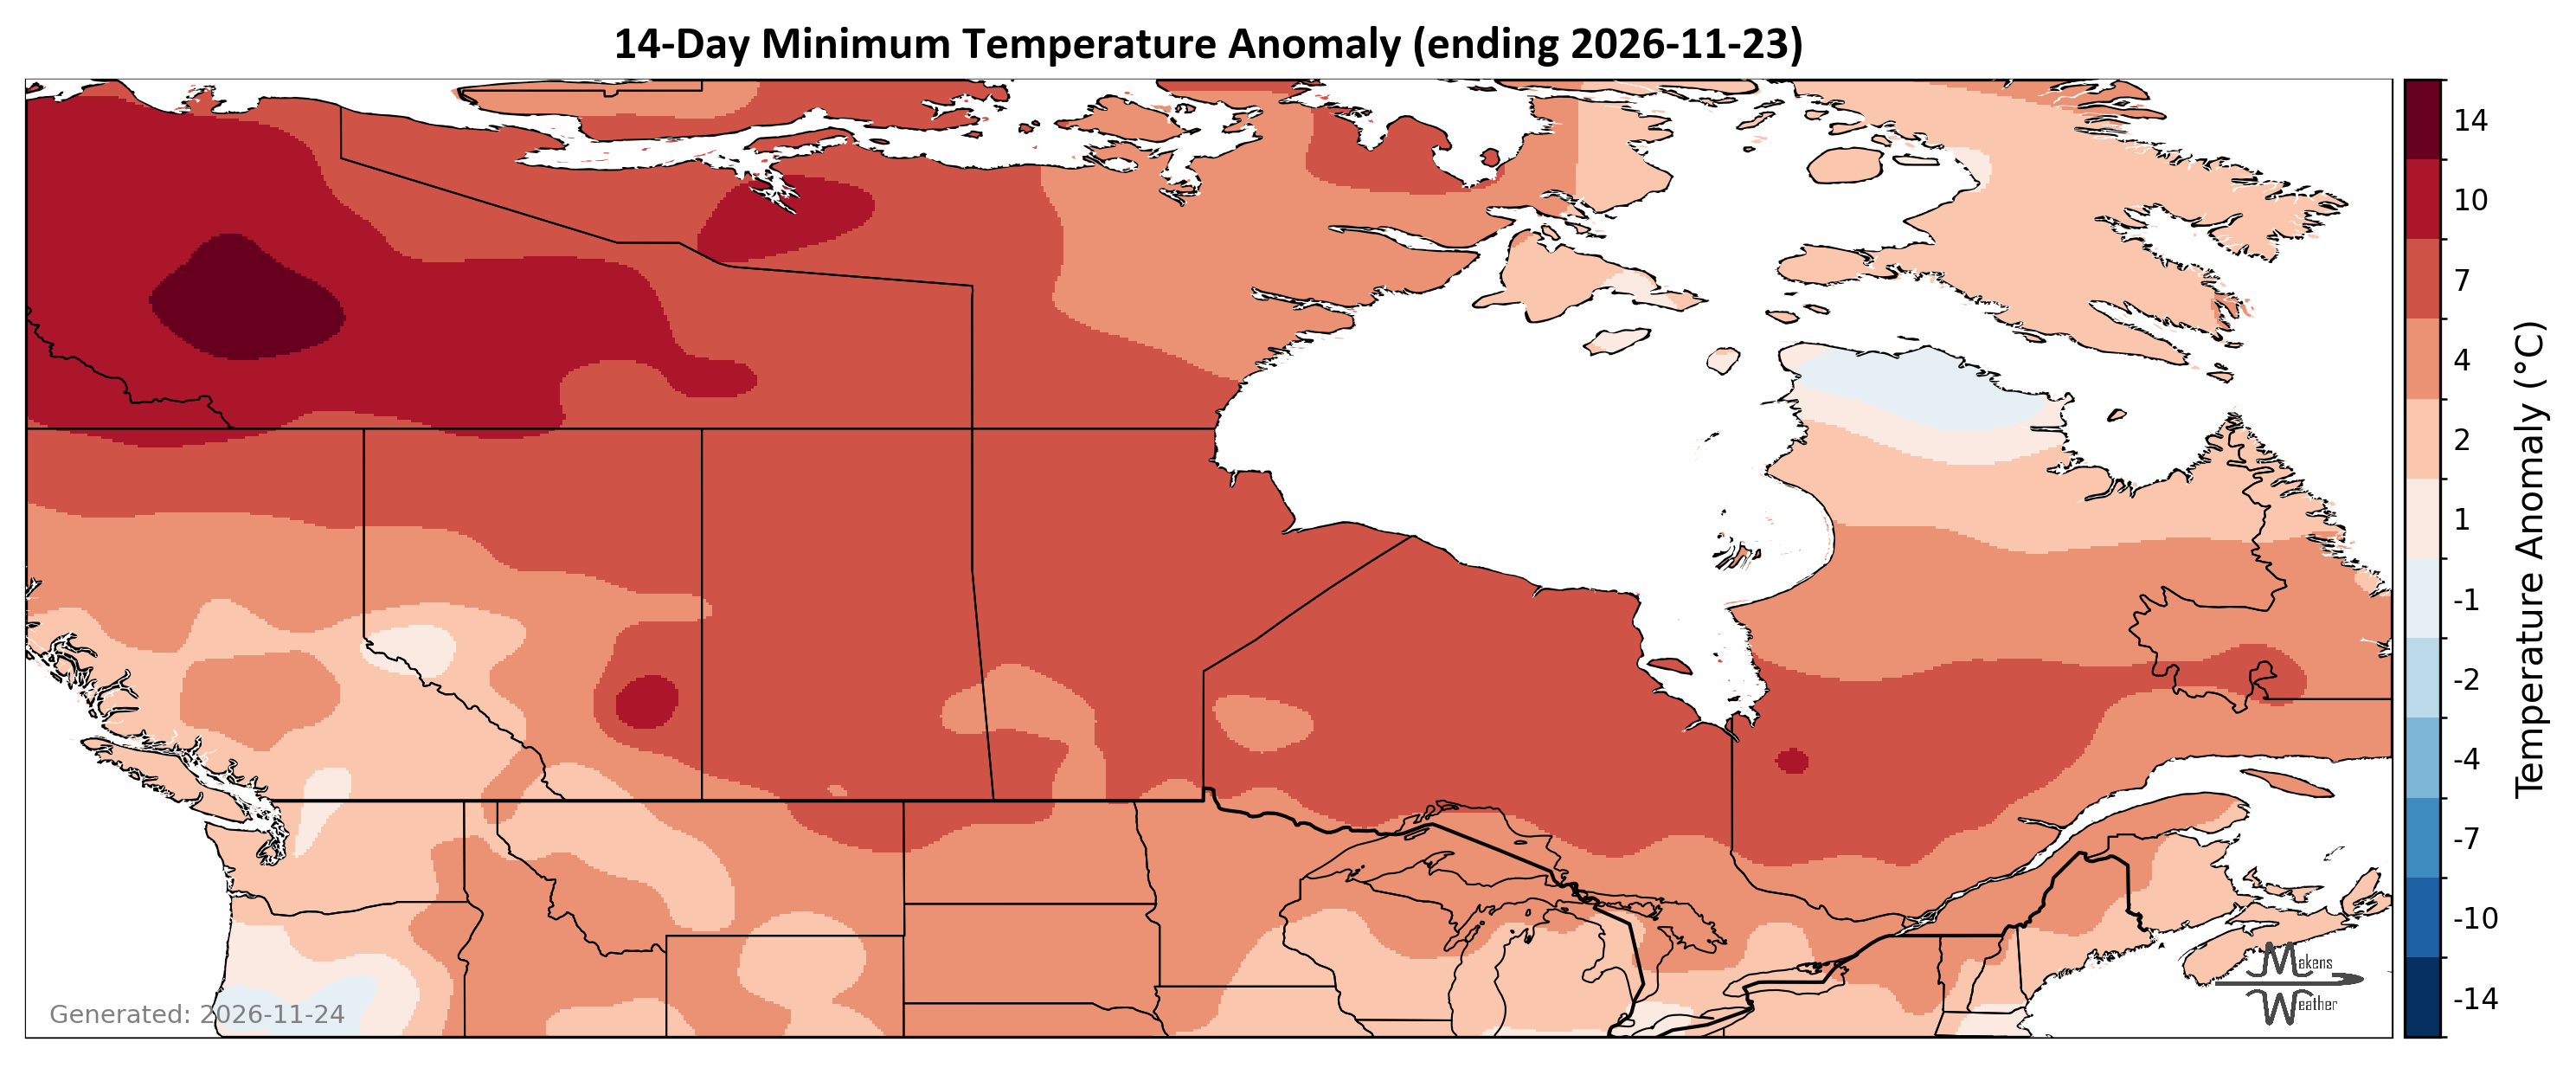 14-Day Minimum Temperature Anomaly (ending 2026-11-23)
14
10
7
4
2
1
-1
-2
-4
-7
-10
-14
Temperature Anomaly (°C)
Makens
Weather
Generated: 2026-11-24